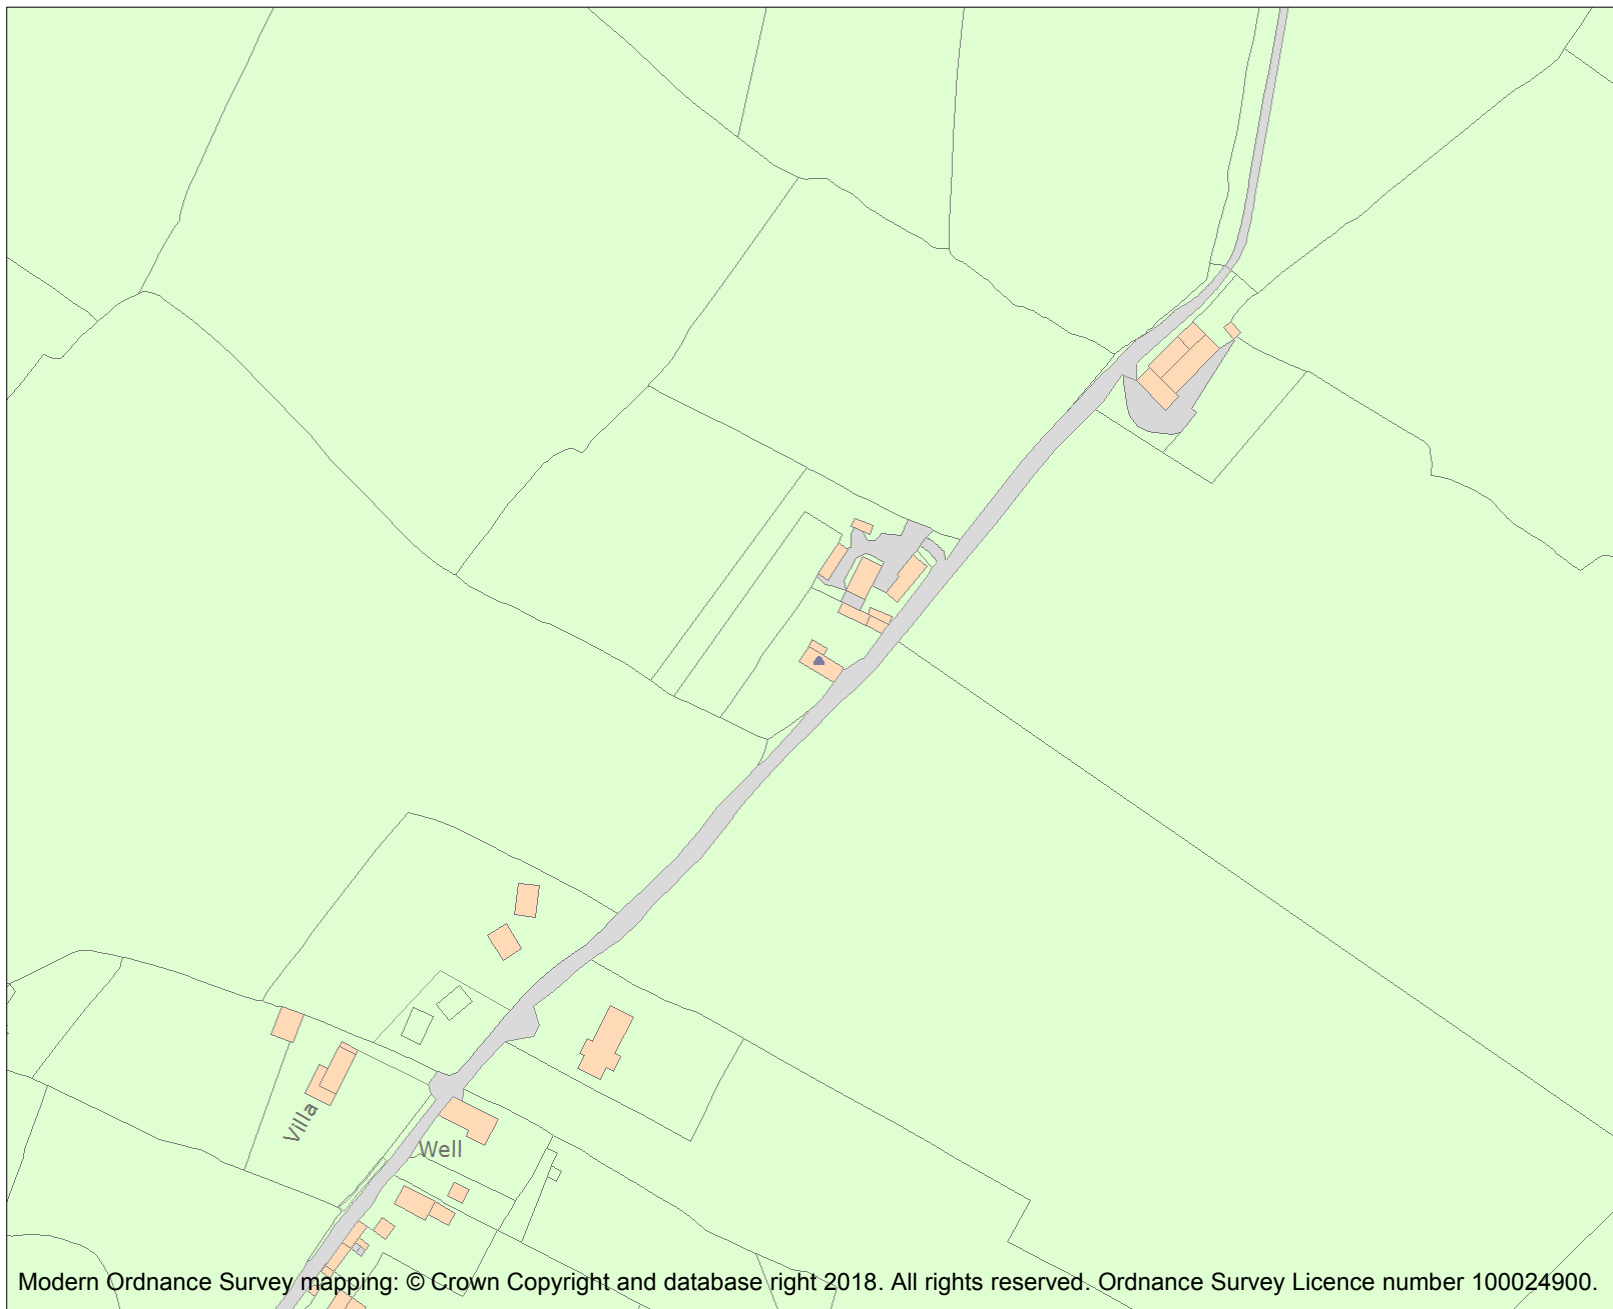 Villa
Well
Modern Ordnance Survey mapping: © Crown Copyright and database right 2018. All rights reserved. Ordnance Survey Licence number 100024900.